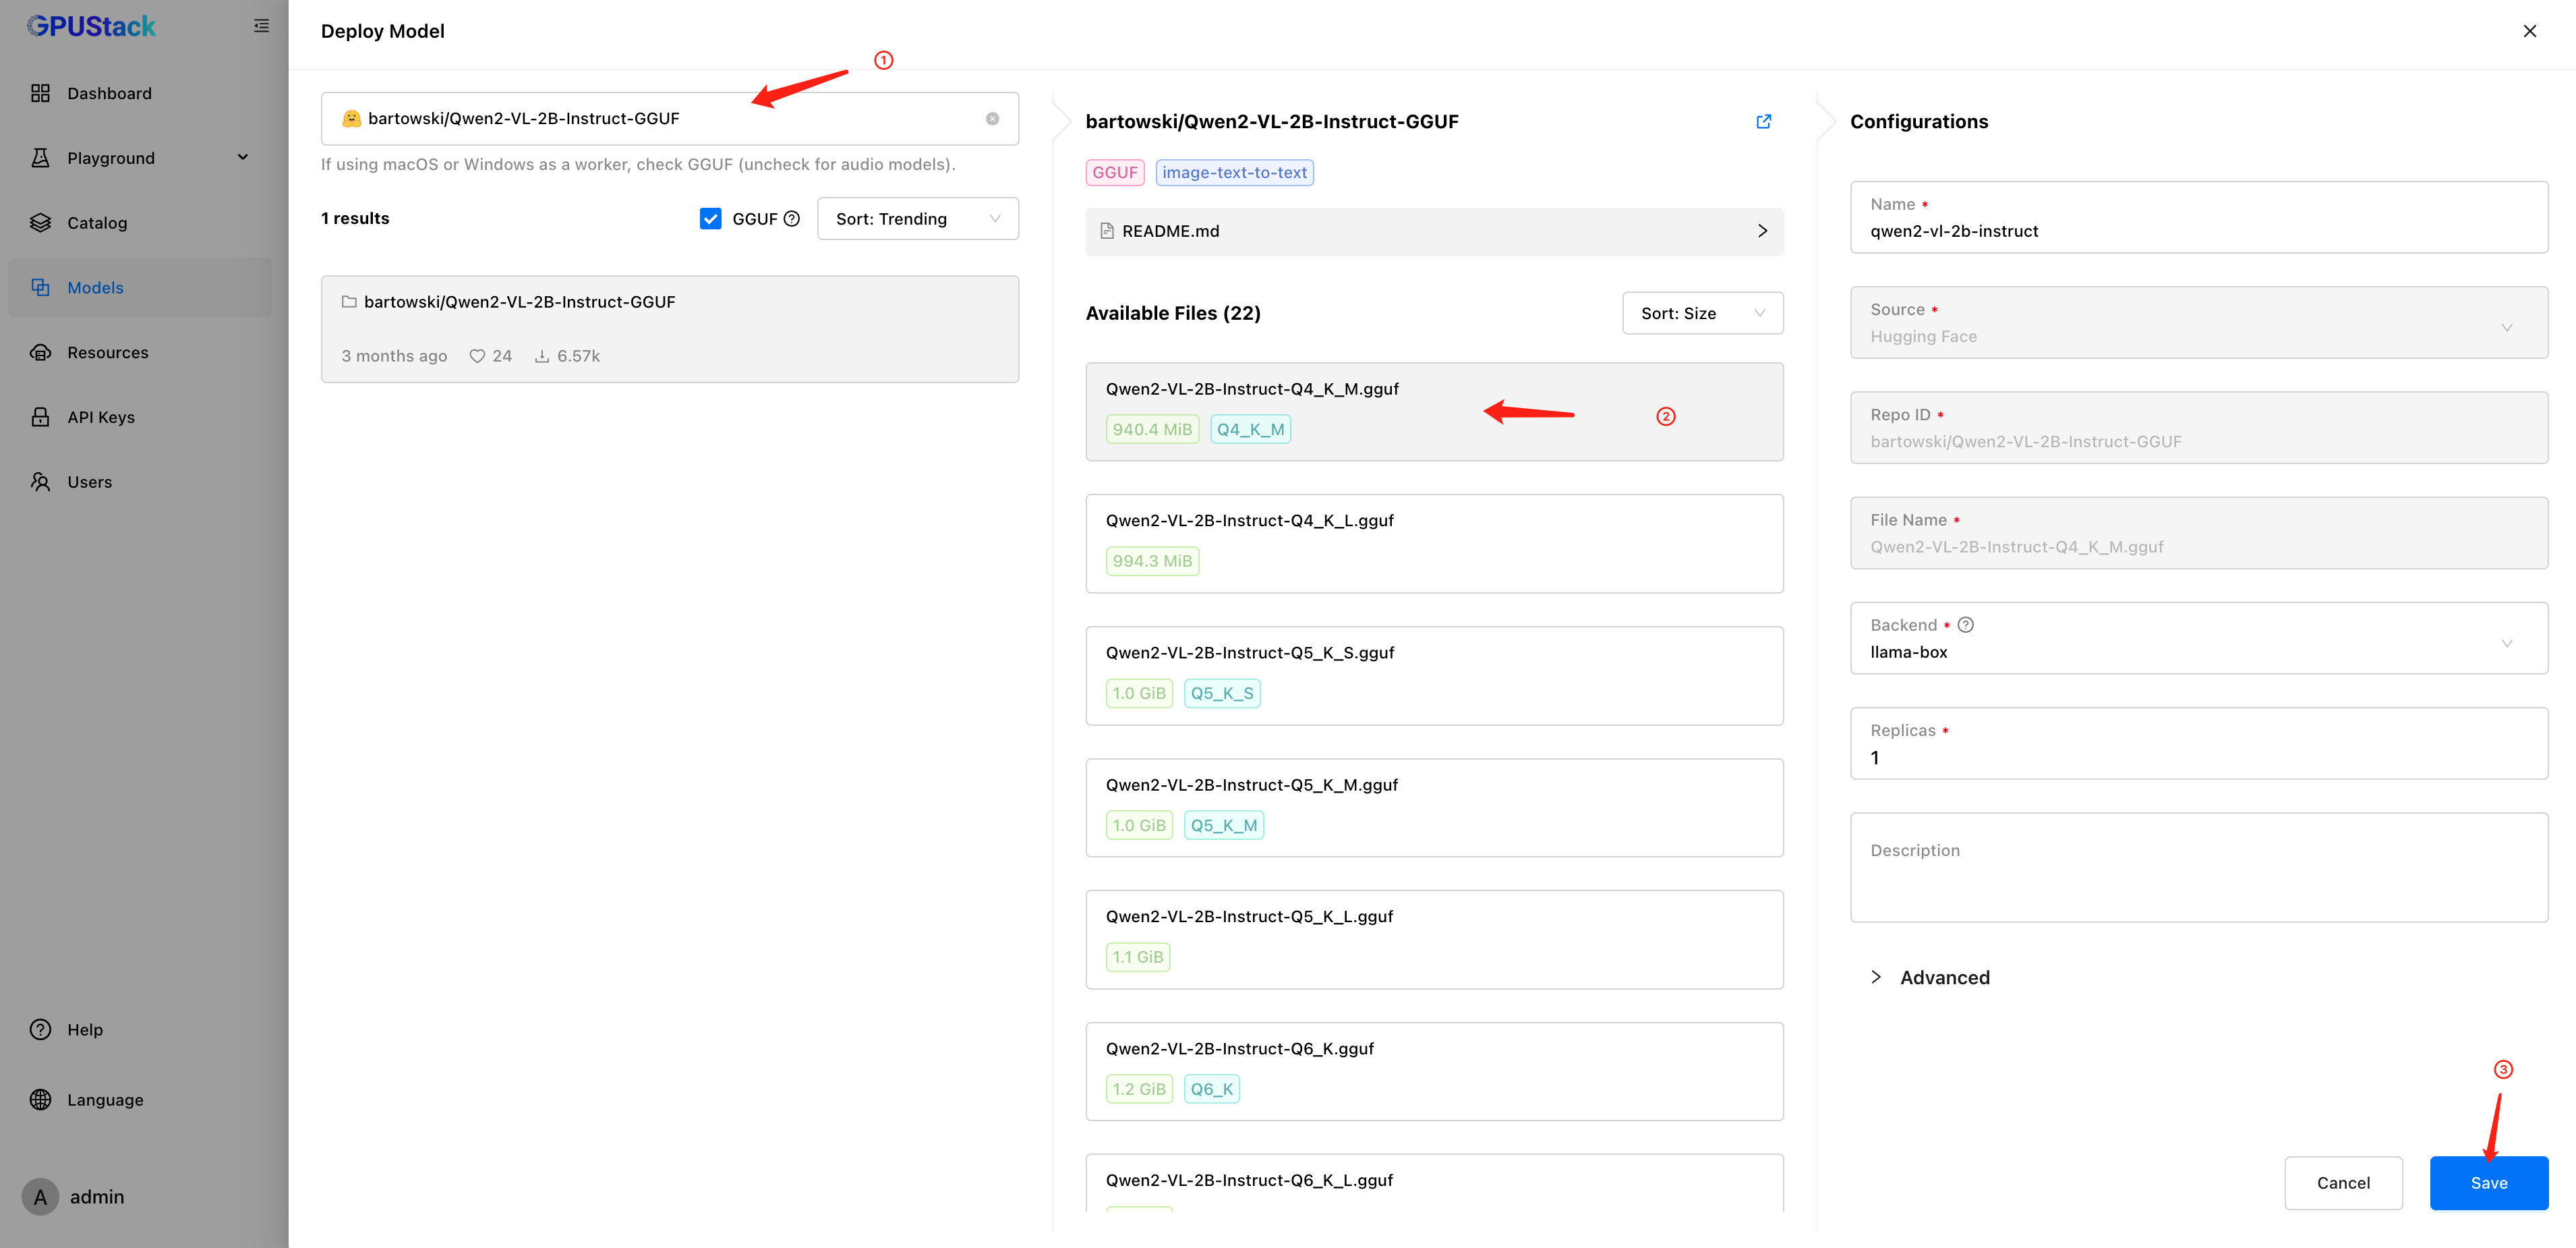 GPUStack
Dashboard
Playground
Catalog
Models
Resources
API Keys
Users
Help
Language
A admin
Deploy Model
①
bartowski/Qwen2-VL-2B-Instruct-GGUF
If using macOS or Windows as a worker, check GGUF (uncheck for audio models).
1 results GGUF Sort: Trending
bartowski/Qwen2-VL-2B-Instruct-GGUF
3 months ago 24 6.57k
bartowski/Qwen2-VL-2B-Instruct-GGUF
GGUF image-text-to-text
README.md
Available Files (22) Sort: Size
Qwen2-VL-2B-Instruct-Q4_K_M.gguf
940.4 MiB Q4_K_M
②
Qwen2-VL-2B-Instruct-Q4_K_L.gguf
994.3 MiB
Qwen2-VL-2B-Instruct-Q5_K_S.gguf
1.0 GiB Q5_K_S
Qwen2-VL-2B-Instruct-Q5_K_M.gguf
1.0 GiB Q5_K_M
Qwen2-VL-2B-Instruct-Q5_K_L.gguf
1.1 GiB
Qwen2-VL-2B-Instruct-Q6_K.gguf
1.2 GiB Q6_K
Qwen2-VL-2B-Instruct-Q6_K_L.gguf
Configurations
Name *
qwen2-vl-2b-instruct
Source *
Hugging Face
Repo ID *
bartowski/Qwen2-VL-2B-Instruct-GGUF
File Name *
Qwen2-VL-2B-Instruct-Q4_K_M.gguf
Backend *
llama-box
Replicas *
1
Description
Advanced
③
Cancel Save